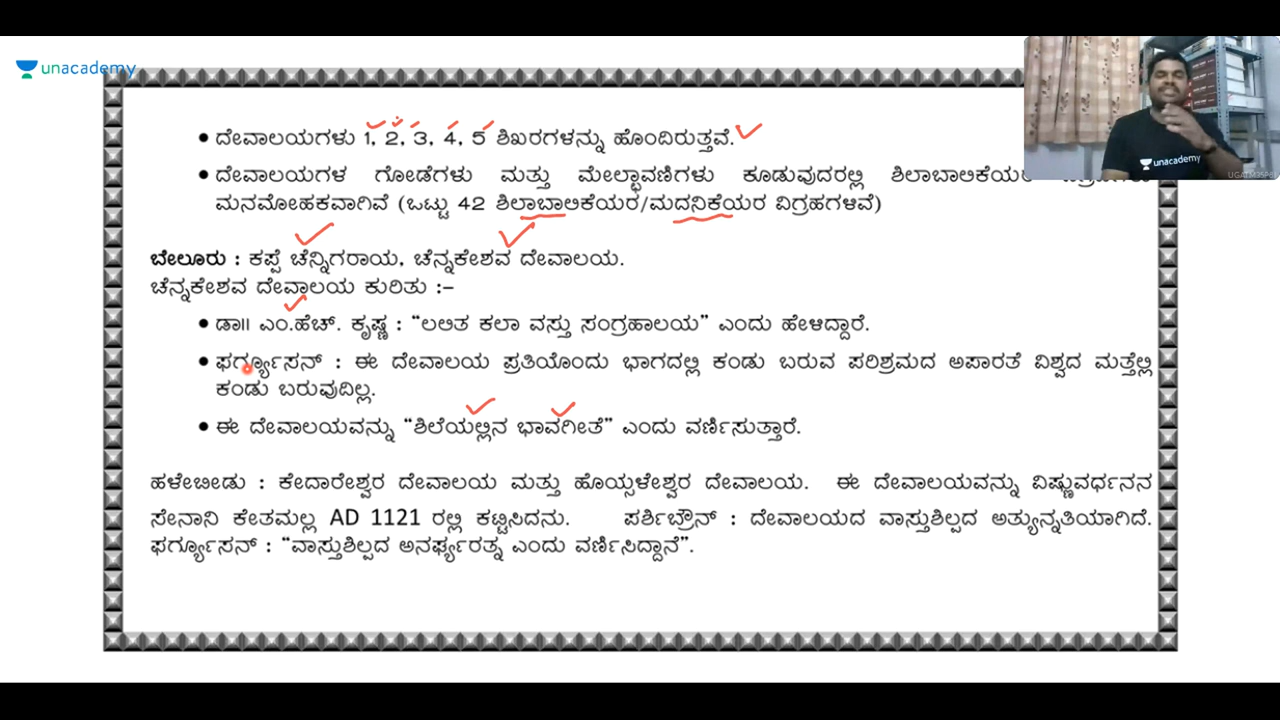 unacademy
• ದೇವಾಲಯಗಳು 1, 2, 3, 4, 5 ಶಿಖರಗಳನ್ನು ಹೊಂದಿರುತ್ತವೆ.
• ದೇವಾಲಯಗಳ ಗೋಡೆಗಳು ಮತ್ತು ಮೇಲ್ಛಾವಣಿಗಳು ಕೂಡುವುದರಲ್ಲಿ ಶಿಲಾಬಾಲಿಕೆಯರ
ಮನಮೋಹಕವಾಗಿವೆ (ಒಟ್ಟು 42 ಶಿಲಾಬಾಲಿಕೆಯರ/ಮದನಿಕೆಯರ ವಿಗ್ರಹಗಳಿವೆ)
ಬೇಲೂರು : ಕಪ್ಪೆ ಚೆನ್ನಿಗರಾಯ, ಚೆನ್ನಕೇಶವ ದೇವಾಲಯ.
ಚೆನ್ನಕೇಶವ ದೇವಾಲಯ ಕುರಿತು :–
• ಡಾ॥ ಎಂ.ಹೆಚ್. ಕೃಷ್ಣ : “ಲಲಿತ ಕಲಾ ವಸ್ತು ಸಂಗ್ರಹಾಲಯ” ಎಂದು ಹೇಳಿದ್ದಾರೆ.
• ಫರ್ಗ್ಯೂಸನ್ : ಈ ದೇವಾಲಯ ಪ್ರತಿಯೊಂದು ಭಾಗದಲ್ಲಿ ಕಂಡು ಬರುವ ಪರಿಶ್ರಮದ ಅಪಾರತೆ ವಿಶ್ವದ ಮತ್ತೆಲ್ಲಿ
ಕಂಡು ಬರುವುದಿಲ್ಲ.
• ಈ ದೇವಾಲಯವನ್ನು “ಶಿಲೆಯಲ್ಲಿನ ಭಾವಗೀತೆ” ಎಂದು ವರ್ಣಿಸುತ್ತಾರೆ.
ಹಳೇಬೀಡು : ಕೇದಾರೇಶ್ವರ ದೇವಾಲಯ ಮತ್ತು ಹೊಯ್ಸಳೇಶ್ವರ ದೇವಾಲಯ. ಈ ದೇವಾಲಯವನ್ನು ವಿಷ್ಣುವರ್ಧನನ
ಸೇನಾನಿ ಕೇತಮಲ್ಲ AD 1121 ರಲ್ಲಿ ಕಟ್ಟಿಸಿದನು. ಪರ್ಶಿಬ್ರೌನ್ : ದೇವಾಲಯದ ವಾಸ್ತುಶಿಲ್ಪದ ಅತ್ಯುನ್ನತಿಯಾಗಿದೆ.
ಫರ್ಗ್ಯೂಸನ್ : “ವಾಸ್ತುಶಿಲ್ಪದ ಅನರ್ಘ್ಯರತ್ನ ಎಂದು ವರ್ಣಿಸಿದ್ದಾನೆ”.
unacademy